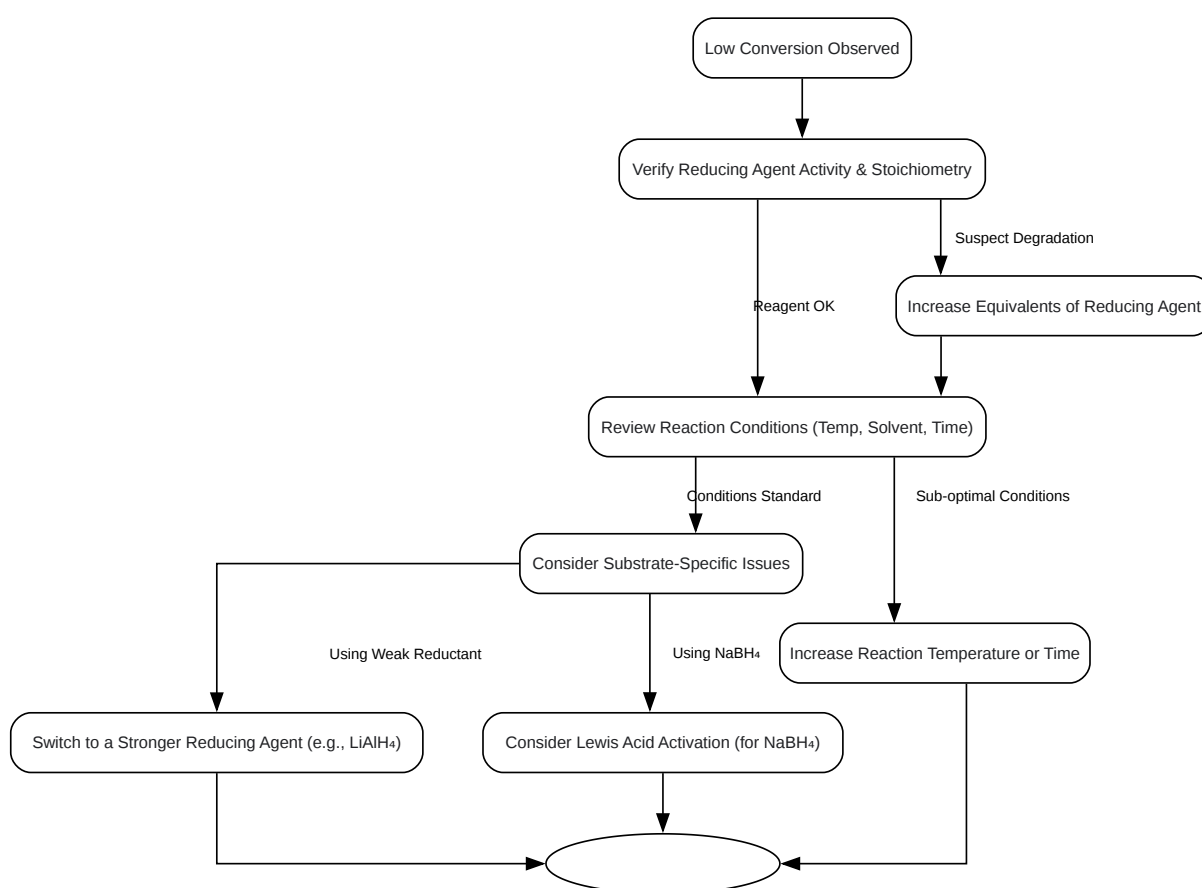 Low Conversion Observed
Verify Reducing Agent Activity & Stoichiometry
Suspect Degradation
Reagent OK
Increase Equivalents of Reducing Agent
Review Reaction Conditions (Temp, Solvent, Time)
Conditions Standard
Sub-optimal Conditions
Consider Substrate-Specific Issues
Using Weak Reductant
Using NaBH₄
Increase Reaction Temperature or Time
Switch to a Stronger Reducing Agent (e.g., LiAlH₄)
Consider Lewis Acid Activation (for NaBH₄)